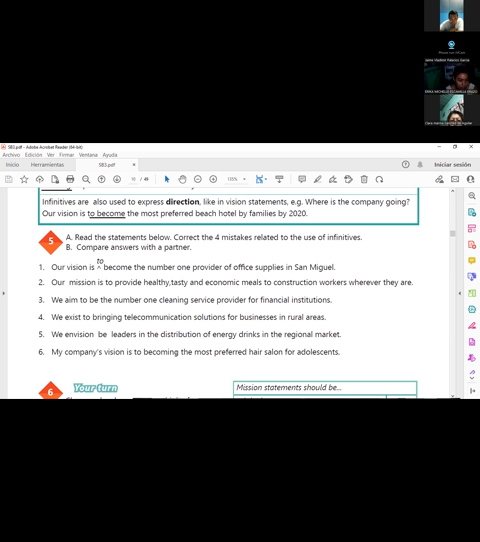 SB3.pdf - Adobe Acrobat Reader (64-bit)
Archivo Edición Ver Firmar Ventana Ayuda
Inicio Herramientas SB3.pdf Iniciar sesión
Infinitives are also used to express direction, like in vision statements, e.g. Where is the company going?
Our vision is to become the most preferred beach hotel by families by 2020.
5 A. Read the statements below. Correct the 4 mistakes related to the use of infinitives.
B. Compare answers with a partner.
to
1. Our vision is ^ become the number one provider of office supplies in San Miguel.
2. Our mission is to provide healthy,tasty and economic meals to construction workers wherever they are.
3. We aim to be the number one cleaning service provider for financial institutions.
4. We exist to bringing telecommunication solutions for businesses in rural areas.
5. We envision be leaders in the distribution of energy drinks in the regional market.
6. My company's vision is to becoming the most preferred hair salon for adolescents.
6 Your turn
Mission statements should be...